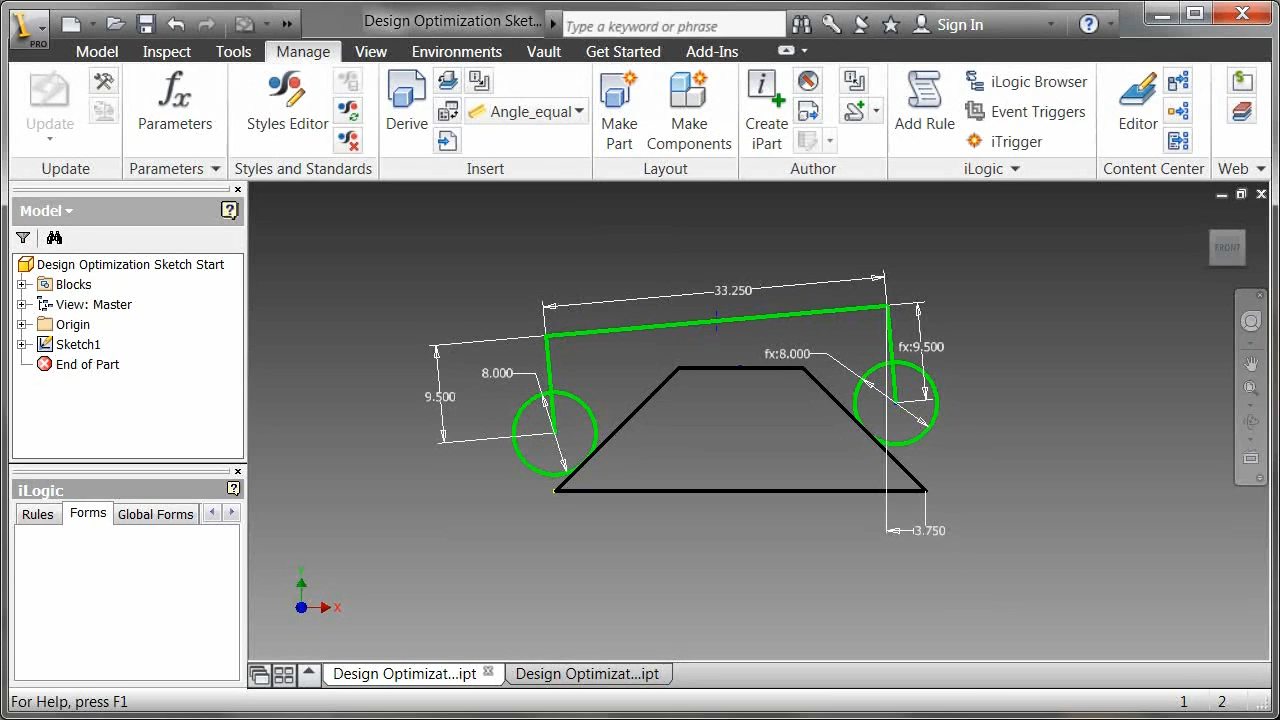 PRO
Design Optimization Sket...
Type a keyword or phrase
Sign In
Model
Inspect
Tools
Manage
View
Environments
Vault
Get Started
Add-Ins
Update
Parameters
Styles Editor
Derive
Angle_equal
Make
Part
Make
Components
Create
iPart
Add Rule
iLogic Browser
Event Triggers
iTrigger
Editor
Update
Parameters
Styles and Standards
Insert
Layout
Author
iLogic
Content Center
Web
Model
Design Optimization Sketch Start
Blocks
View: Master
Origin
Sketch1
End of Part
iLogic
Rules
Forms
Global Forms
FRONT
33.250
fx:9.500
fx:8.000
8.000
9.500
3.750
Y
X
Design Optimizat...ipt
Design Optimizat...ipt
For Help, press F1
1
2